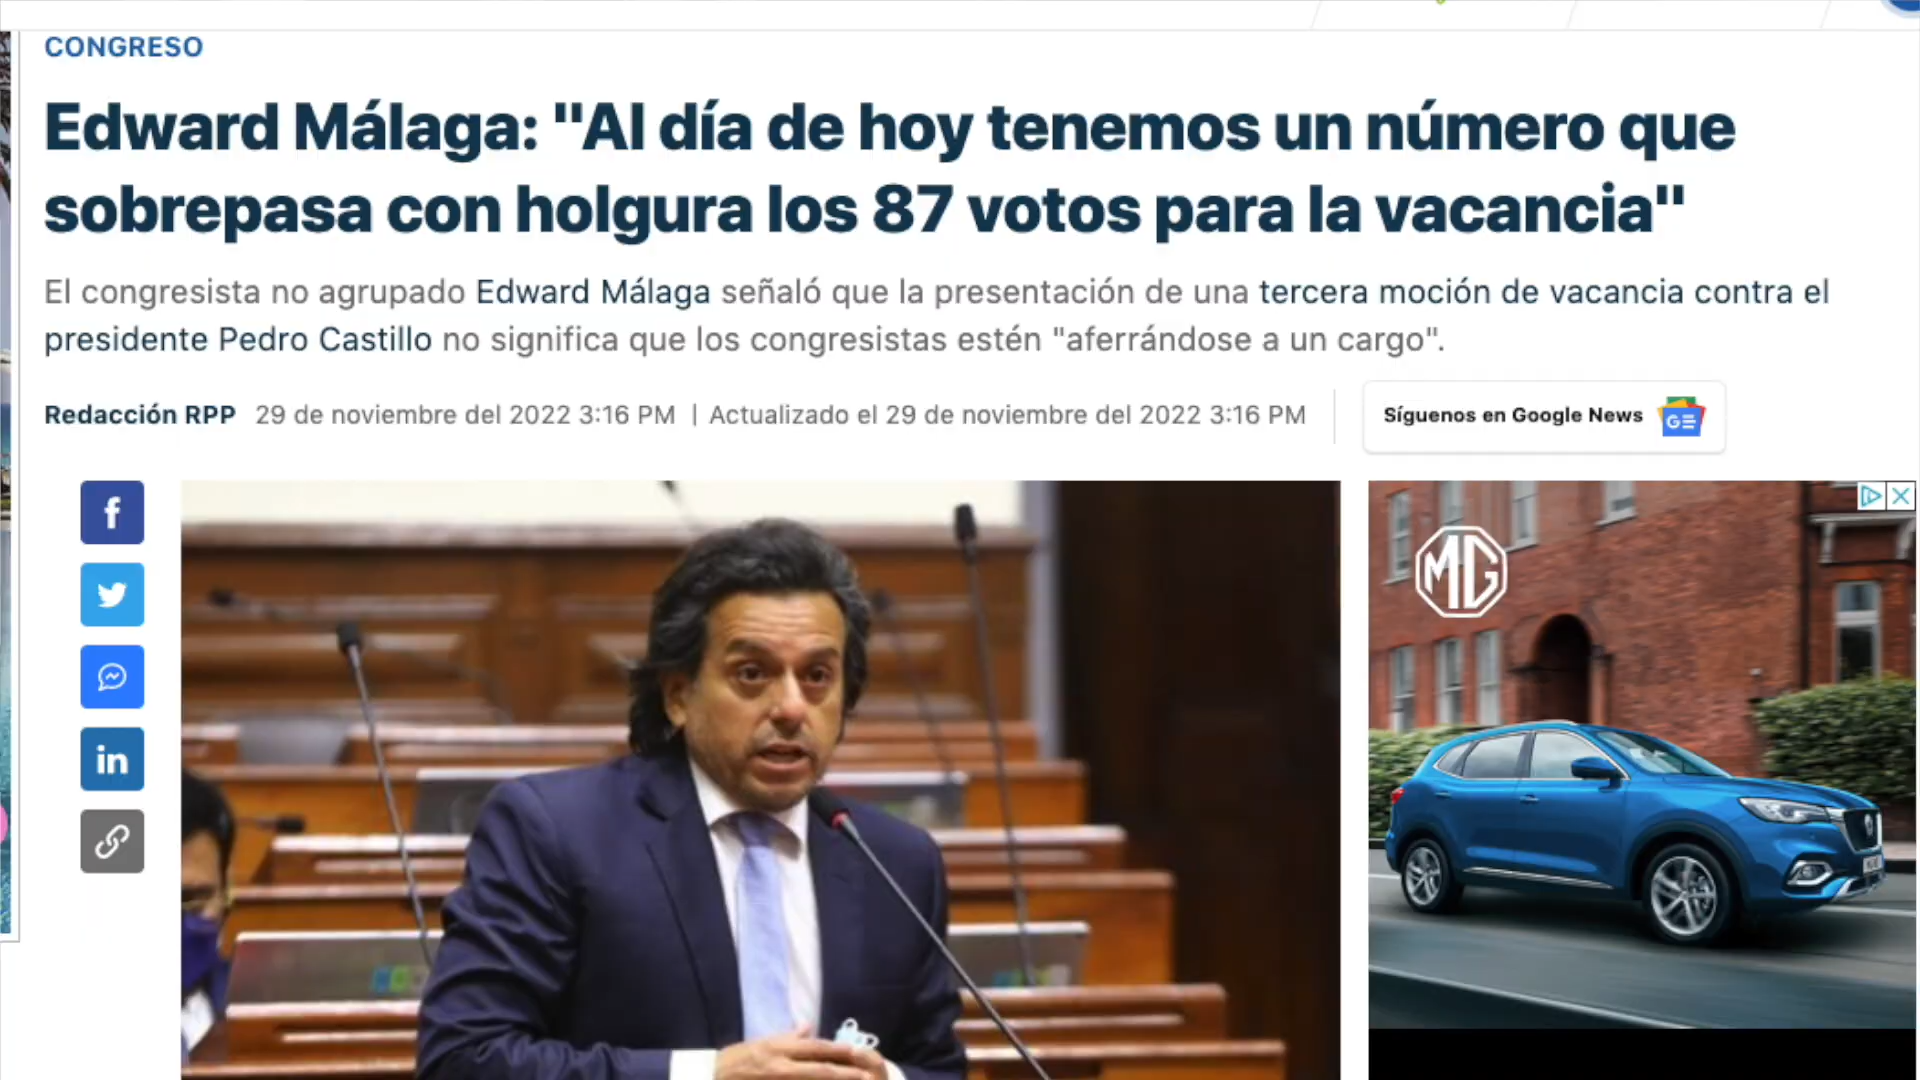 CONGRESO
Edward Málaga: "Al día de hoy tenemos un número que
sobrepasa con holgura los 87 votos para la vacancia"
El congresista no agrupado Edward Málaga señaló que la presentación de una tercera moción de vacancia contra el
presidente Pedro Castillo no significa que los congresistas estén "aferrándose a un cargo".
Redacción RPP 29 de noviembre del 2022 3:16 PM | Actualizado el 29 de noviembre del 2022 3:16 PM
Síguenos en Google News
f
in
MG